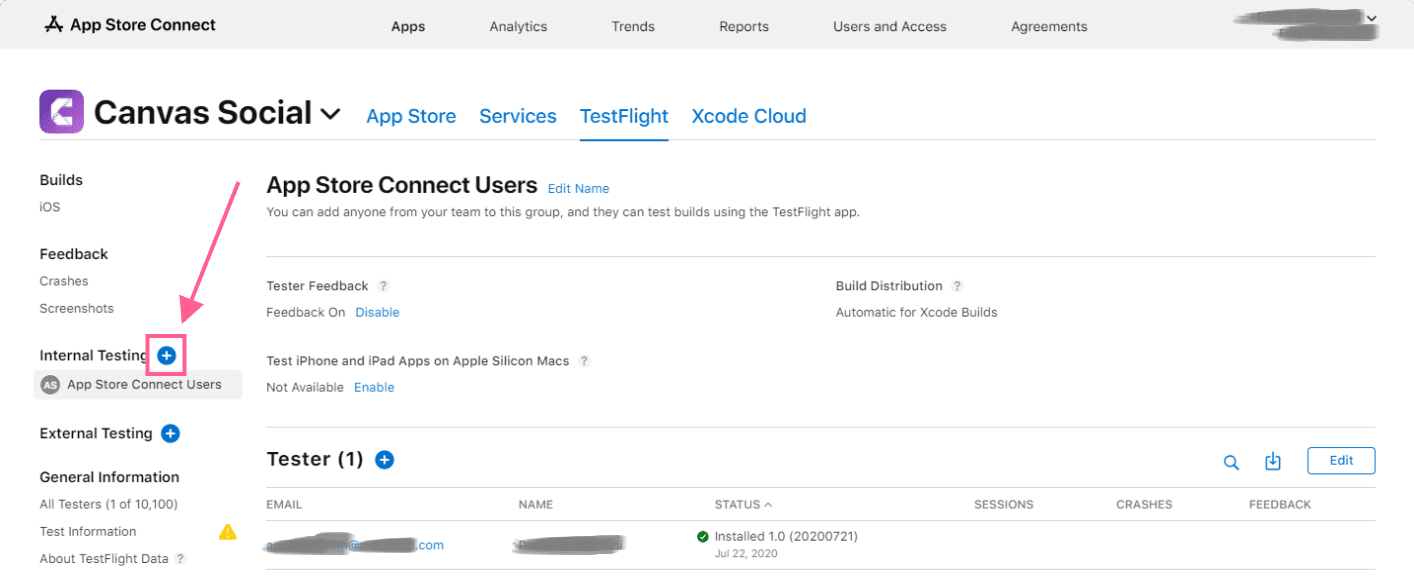 App Store Connect Apps Analytics Trends Reports Users and Access Agreements
Canvas Social App Store Services TestFlight Xcode Cloud
Builds
iOS
Feedback
Crashes
Screenshots
Internal Testing
AS App Store Connect Users
External Testing
General Information
All Testers (1 of 10,100)
Test Information
About TestFlight Data ?
App Store Connect Users Edit Name
You can add anyone from your team to this group, and they can test builds using the TestFlight app.
Tester Feedback ?
Feedback On Disable
Build Distribution ?
Automatic for Xcode Builds
Test iPhone and iPad Apps on Apple Silicon Macs ?
Not Available Enable
Tester (1) Edit
EMAIL NAME STATUS SESSIONS CRASHES FEEDBACK
.com Installed 1.0 (20200721)
Jul 22, 2020